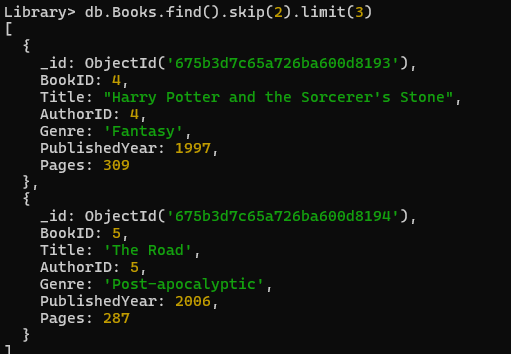 Library> db.Books.find().skip(2).limit(3)
[
  {
    _id: ObjectId('675b3d7c65a726ba600d8193'),
    BookID: 4,
    Title: "Harry Potter and the Sorcerer's Stone",
    AuthorID: 4,
    Genre: 'Fantasy',
    PublishedYear: 1997,
    Pages: 309
  },
  {
    _id: ObjectId('675b3d7c65a726ba600d8194'),
    BookID: 5,
    Title: 'The Road',
    AuthorID: 5,
    Genre: 'Post-apocalyptic',
    PublishedYear: 2006,
    Pages: 287
  }
]